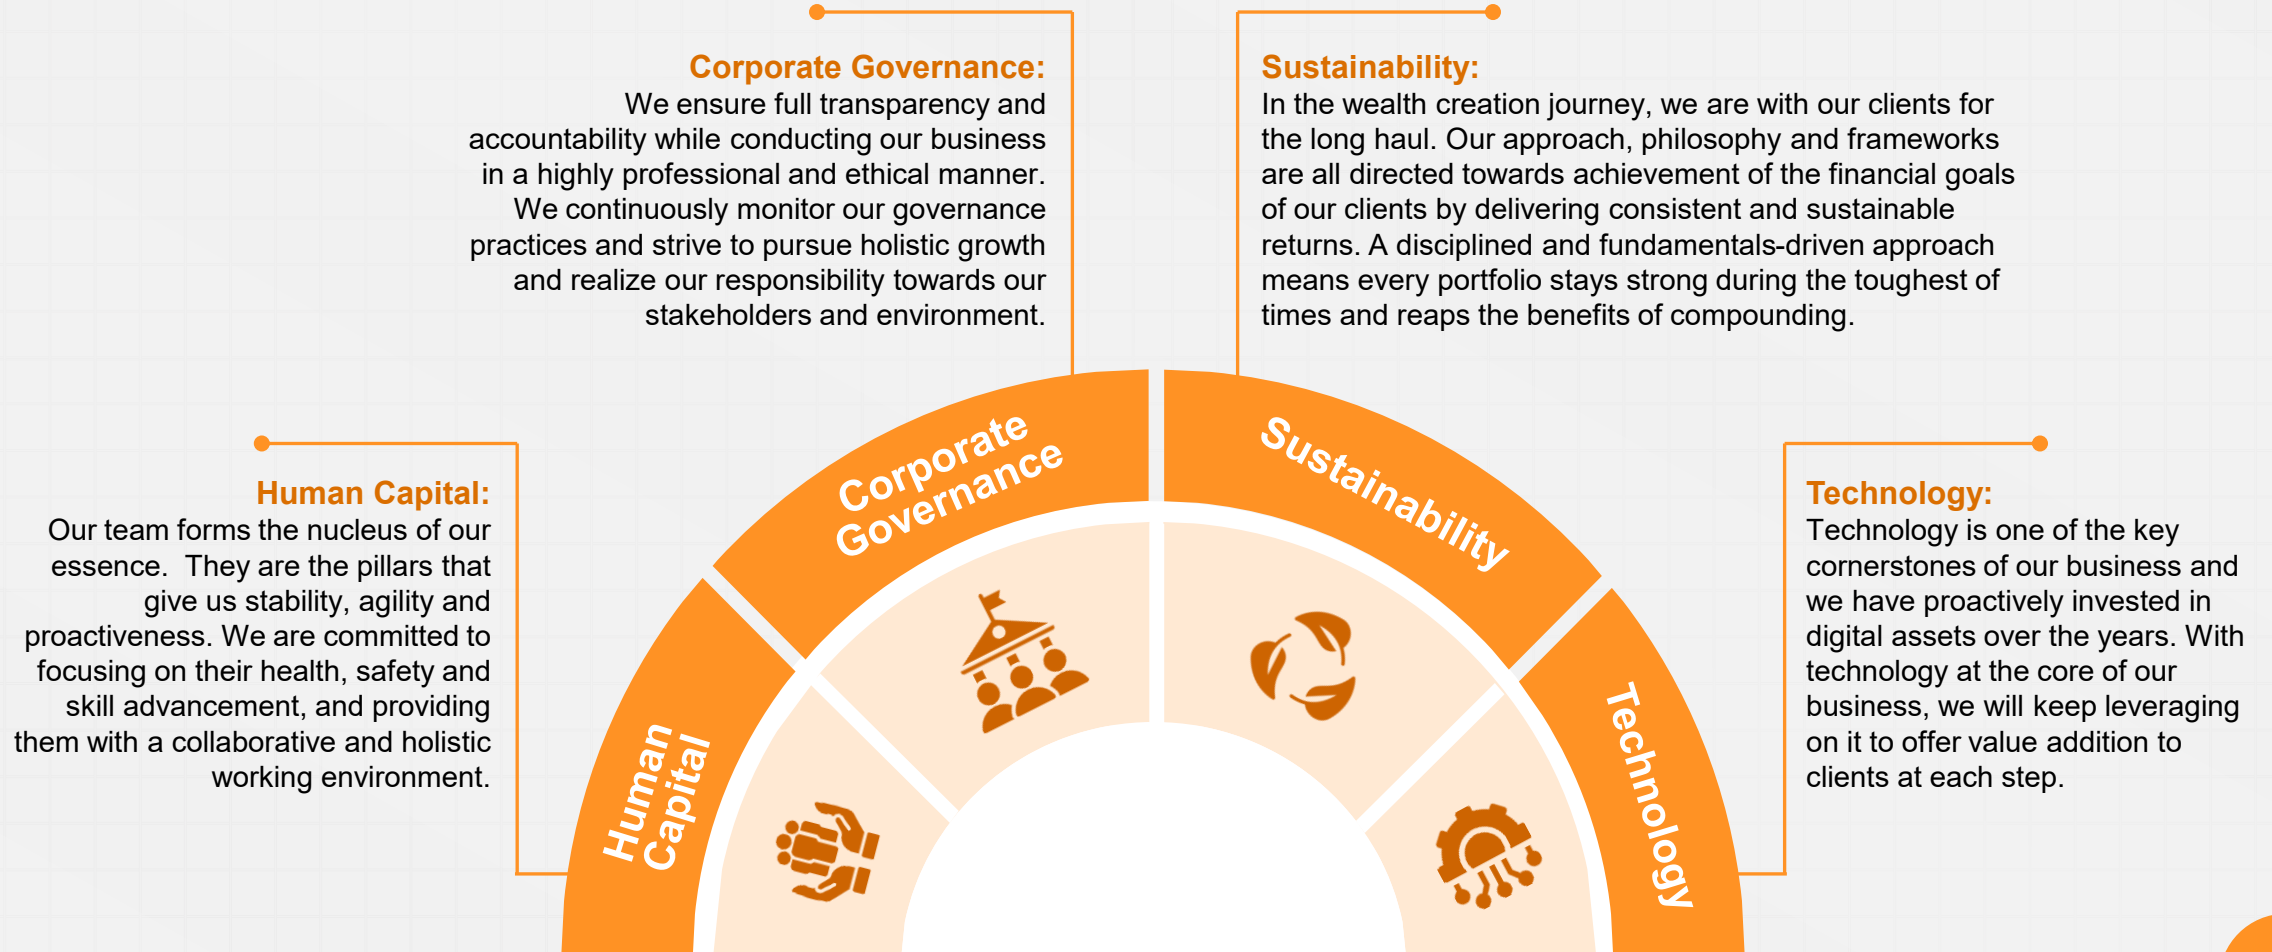 Corporate Governance:
We ensure full transparency and
accountability while conducting our business
in a highly professional and ethical manner.
We continuously monitor our governance
practices and strive to pursue holistic growth
and realize our responsibility towards our
stakeholders and environment.
Sustainability:
In the wealth creation journey, we are with our clients for
the long haul. Our approach, philosophy and frameworks
are all directed towards achievement of the financial goals
of our clients by delivering consistent and sustainable
returns. A disciplined and fundamentals-driven approach
means every portfolio stays strong during the toughest of
times and reaps the benefits of compounding.
Human Capital:
Our team forms the nucleus of our
essence.  They are the pillars that
give us stability, agility and
proactiveness. We are committed to
focusing on their health, safety and
skill advancement, and providing
them with a collaborative and holistic
working environment.
Human
Capital
Corporate
Governance
Sustainability
Technology
Technology:
Technology is one of the key
cornerstones of our business and
we have proactively invested in
digital assets over the years. With
technology at the core of our
business, we will keep leveraging
on it to offer value addition to
clients at each step.